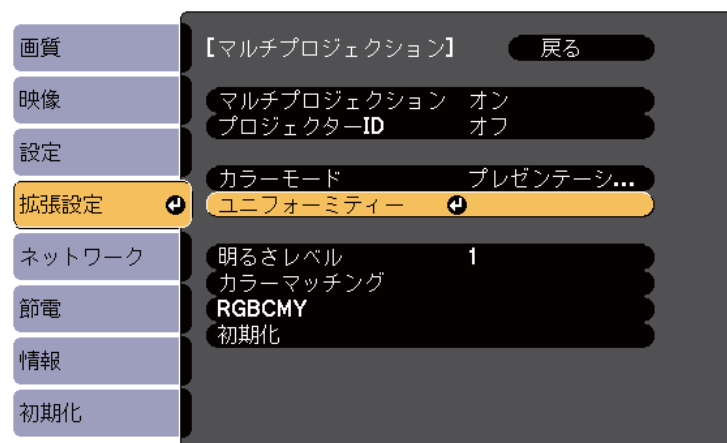 画質
映像
設定
拡張設定
ネットワーク
節電
情報
初期化
[マルチプロジェクション] 戻る
マルチプロジェクション オン
プロジェクターID オフ
カラーモード プレゼンテーシ...
ユニフォーミティー
明るさレベル 1
カラーマッチング
RGBCMY
初期化